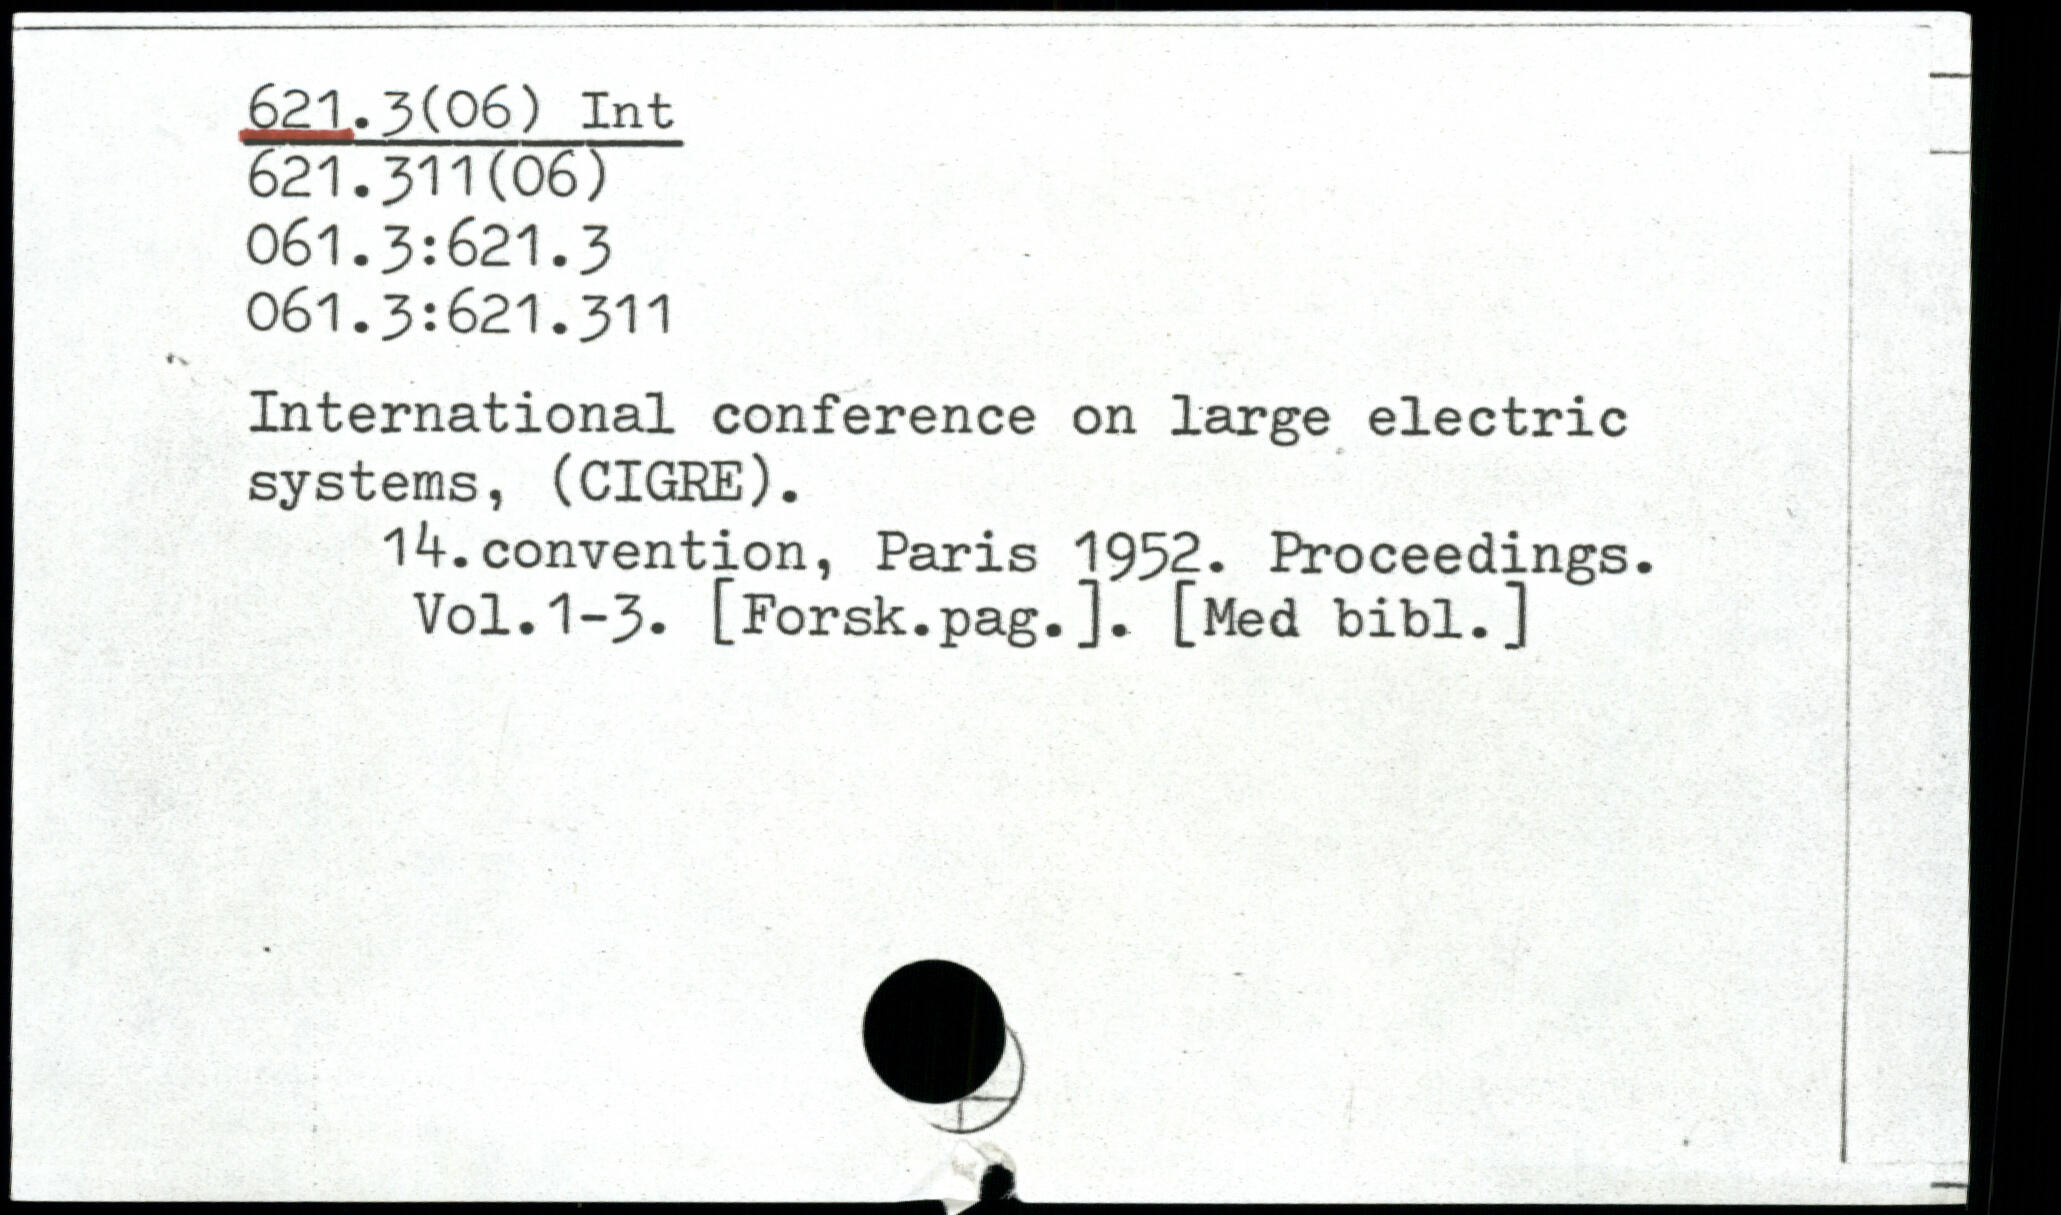 621.3(06) Int
621.311(06)
061.3:621.3
061.3:621.311
International conference on large electric
systems, (CIGRE).
14.convention, Paris 1952. Proceedings.
Vol.1-3. [Forsk.pag.]. [Med bibl.]